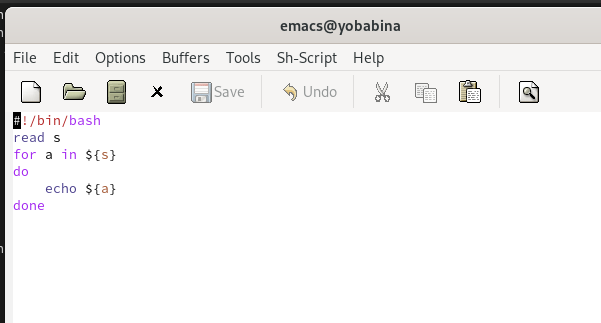 emacs@yobabina
File Edit Options Buffers Tools Sh-Script Help
Save Undo
#!/bin/bash
read s
for a in ${s}
do
    echo ${a}
done